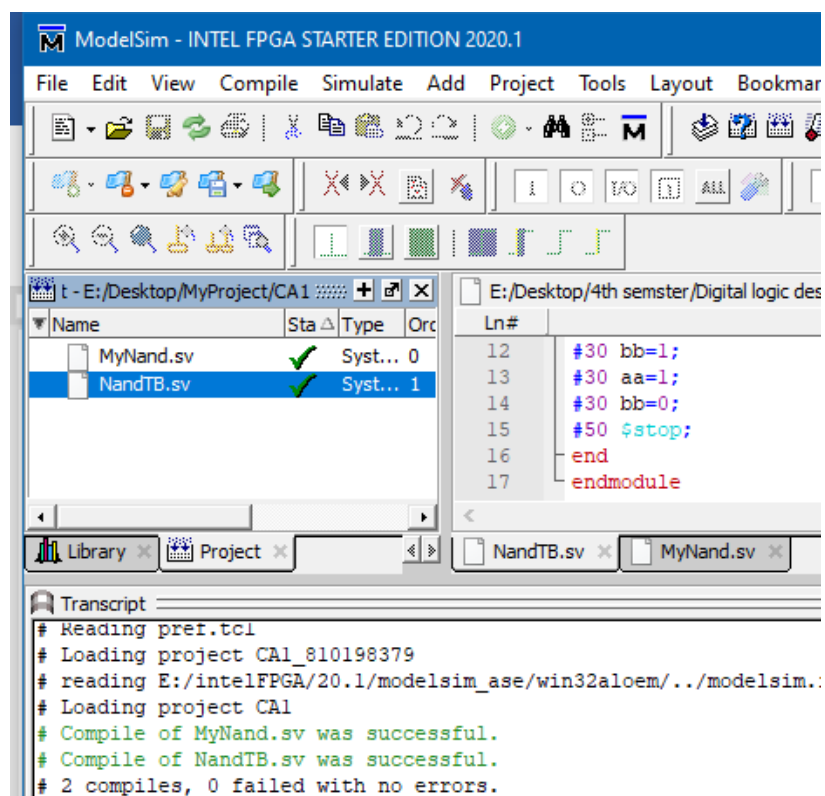 ModelSim - INTEL FPGA STARTER EDITION 2020.1
File Edit View Compile Simulate Add Project Tools Layout Bookmar
t - E:/Desktop/MyProject/CA1
Name Sta Type Orc
MyNand.sv Syst... 0
NandTB.sv Syst... 1
Library Project
E:/Desktop/4th semster/Digital logic des
Ln#
12 #30 bb=1;
13 #30 aa=1;
14 #30 bb=0;
15 #50 $stop;
16 end
17 endmodule
NandTB.sv MyNand.sv
Transcript
# Reading pref.tcl
# Loading project CA1_810198379
# reading E:/intelFPGA/20.1/modelsim_ase/win32aloem/../modelsim.
# Loading project CA1
# Compile of MyNand.sv was successful.
# Compile of NandTB.sv was successful.
# 2 compiles, 0 failed with no errors.